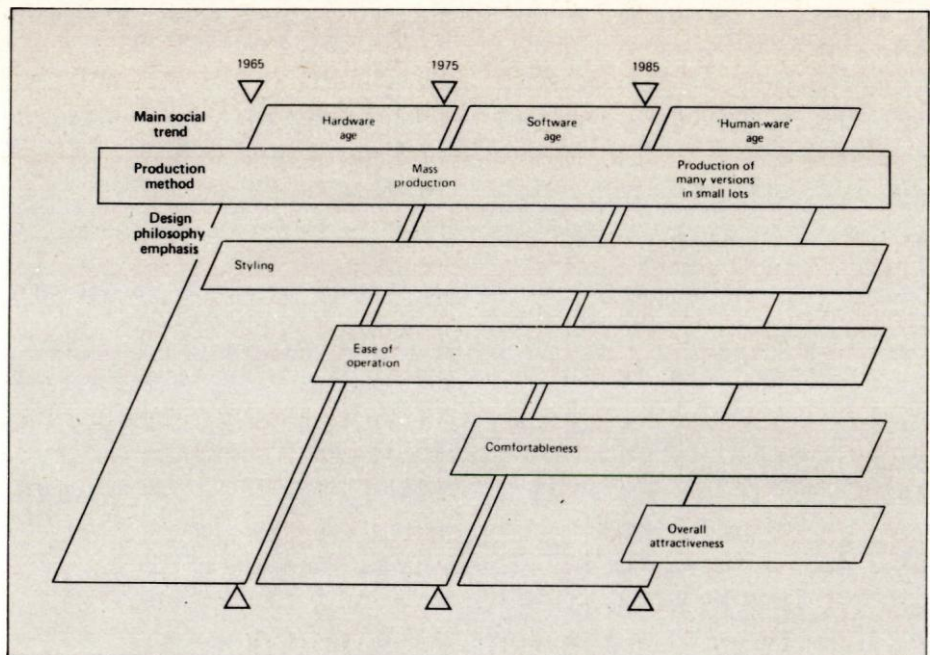 1965
1975
1985
Main social
trend
Hardware
age
Software
age
'Human-ware'
age
Production
method
Mass
production
Production of
many versions
in small lots
Design
philosophy
emphasis
Styling
Ease of
operation
Comfortableness
Overall
attractiveness